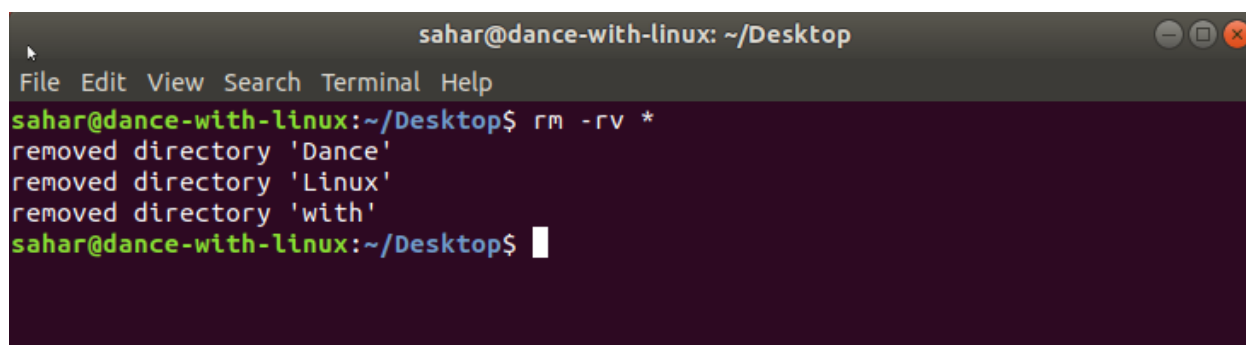 sahar@dance-with-linux: ~/Desktop
File Edit View Search Terminal Help
sahar@dance-with-linux:~/Desktop$ rm -rv *
removed directory 'Dance'
removed directory 'Linux'
removed directory 'with'
sahar@dance-with-linux:~/Desktop$